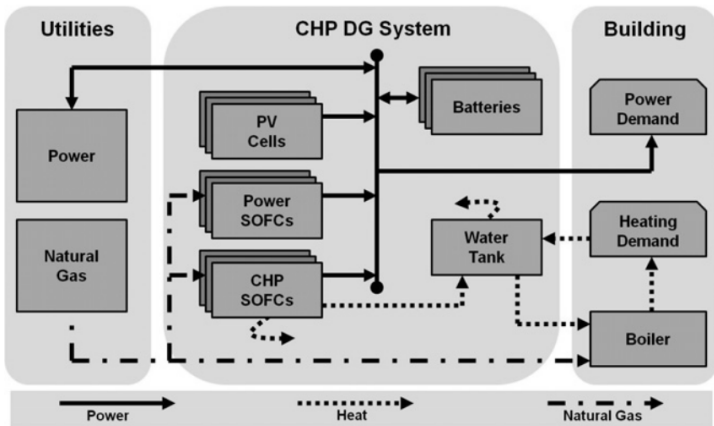 Utilities
CHP DG System
Building
Power
Natural
Gas
PV
Cells
Power
SOFCs
CHP
SOFCs
Batteries
Water
Tank
Power
Demand
Heating
Demand
Boiler
Power
Heat
Natural Gas